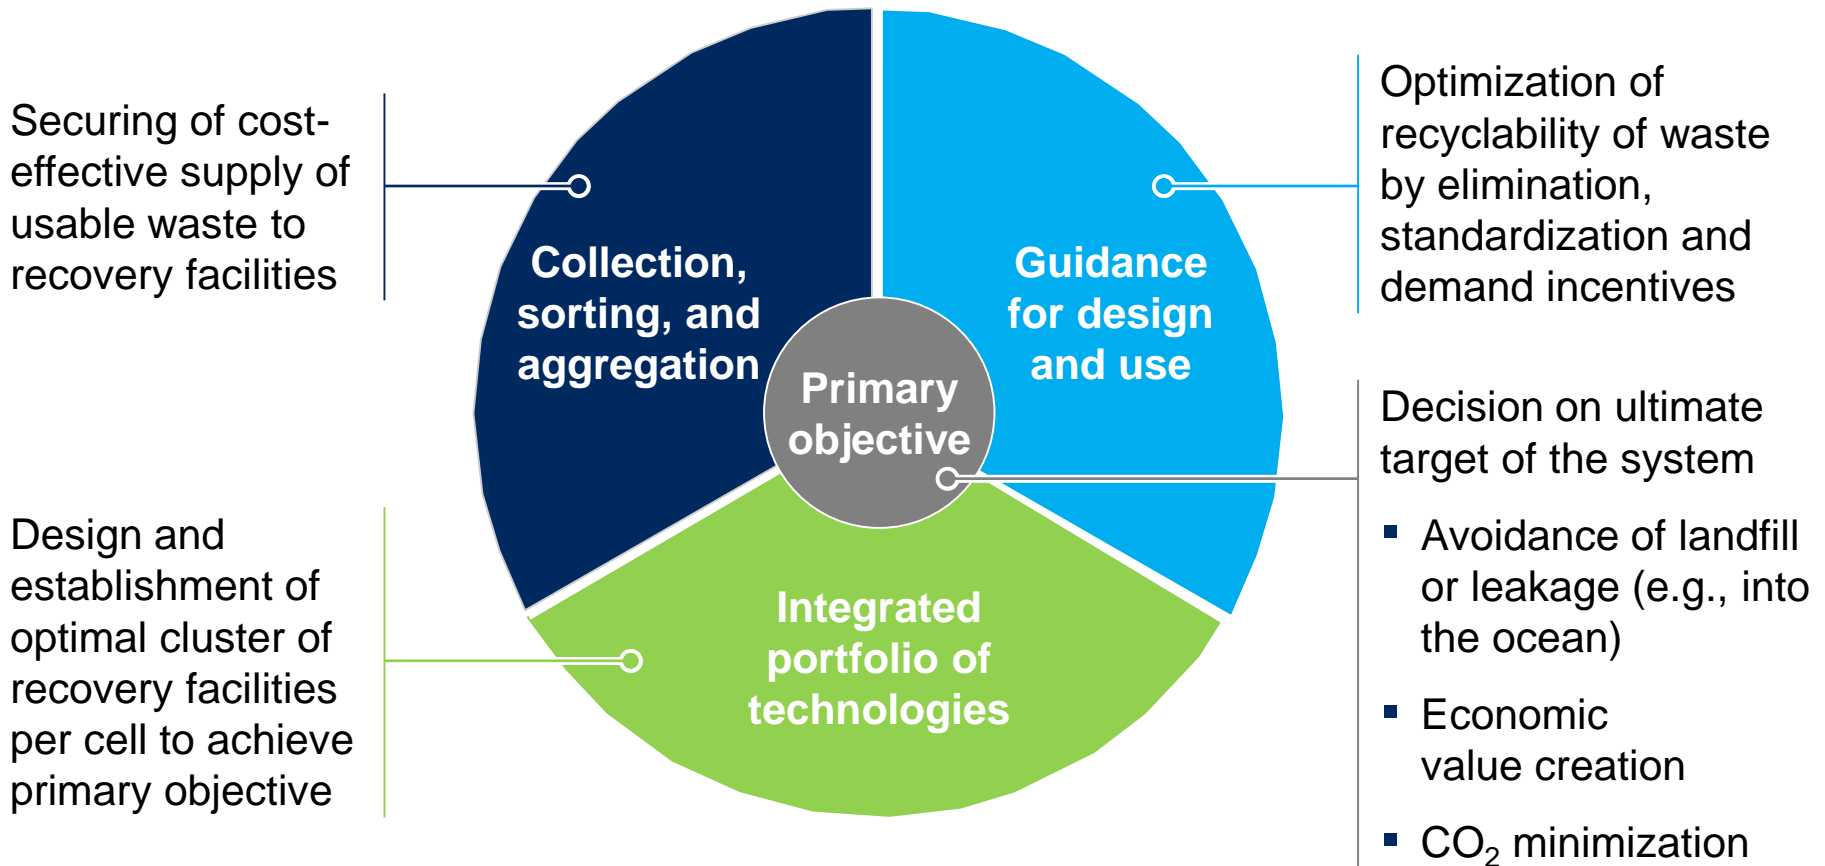 Securing of cost-
effective supply of
usable waste to
recovery facilities
Collection,
sorting, and
aggregation
Guidance
for design
and use
Optimization of
recyclability of waste
by elimination,
standardization and
demand incentives
Primary
objective
Decision on ultimate
target of the system
▪ Avoidance of landfill
or leakage (e.g., into
the ocean)
▪ Economic
value creation
▪ CO₂ minimization
Design and
establishment of
optimal cluster of
recovery facilities
per cell to achieve
primary objective
Integrated
portfolio of
technologies